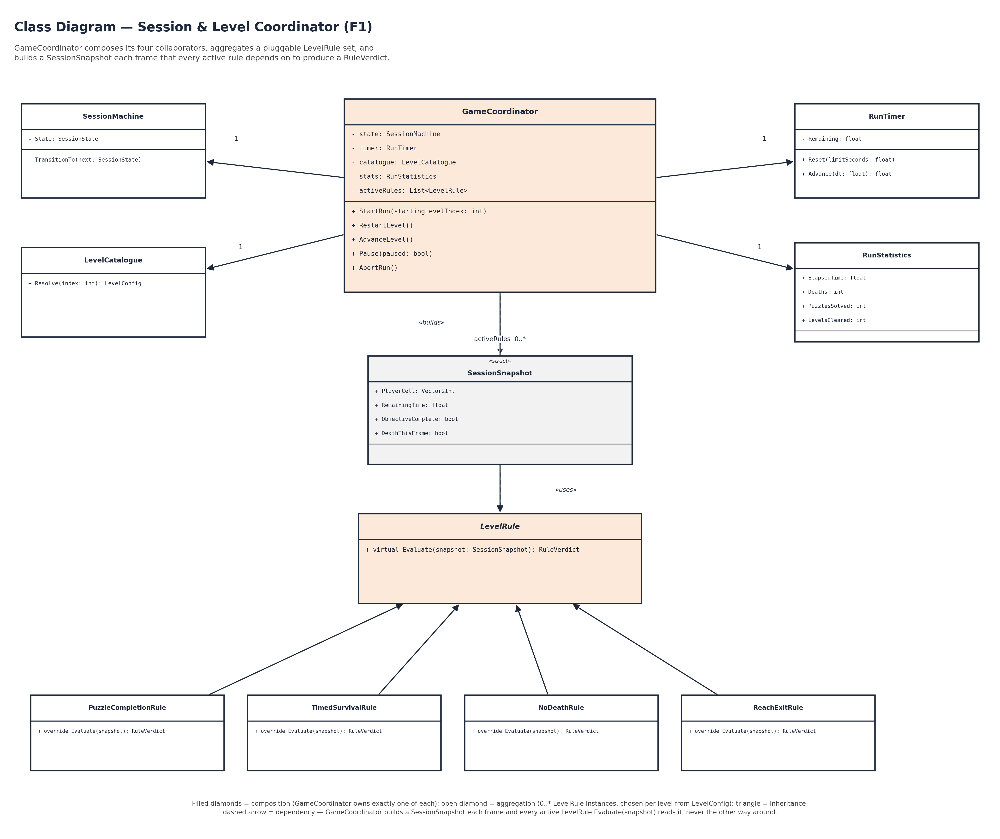 Class Diagram — Session & Level Coordinator (F1)
GameCoordinator composes its four collaborators, aggregates a pluggable LevelRule set, and
builds a SessionSnapshot each frame that every active rule depends on to produce a RuleVerdict.
SessionMachine
- State: SessionState
+ TransitionTo(next: SessionState)
1
GameCoordinator
- state: SessionMachine
- timer: RunTimer
- catalogue: LevelCatalogue
- stats: RunStatistics
- activeRules: List<LevelRule>
+ StartRun(startingLevelIndex: int)
+ RestartLevel()
+ AdvanceLevel()
+ Pause(paused: bool)
+ AbortRun()
1
RunTimer
- Remaining: float
+ Reset(limitSeconds: float)
+ Advance(dt: float): float
LevelCatalogue
+ Resolve(index: int): LevelConfig
1
1
RunStatistics
+ ElapsedTime: float
+ Deaths: int
+ PuzzlesSolved: int
+ LevelsCleared: int
«builds»
activeRules 0..*
«struct»
SessionSnapshot
+ PlayerCell: Vector2Int
+ RemainingTime: float
+ ObjectiveComplete: bool
+ DeathThisFrame: bool
«uses»
LevelRule
+ virtual Evaluate(snapshot: SessionSnapshot): RuleVerdict
PuzzleCompletionRule
+ override Evaluate(snapshot): RuleVerdict
TimedSurvivalRule
+ override Evaluate(snapshot): RuleVerdict
NoDeathRule
+ override Evaluate(snapshot): RuleVerdict
ReachExitRule
+ override Evaluate(snapshot): RuleVerdict
Filled diamonds = composition (GameCoordinator owns exactly one of each); open diamond = aggregation (0..* LevelRule instances, chosen per level from LevelConfig); triangle = inheritance;
dashed arrow = dependency — GameCoordinator builds a SessionSnapshot each frame and every active LevelRule.Evaluate(snapshot) reads it, never the other way around.